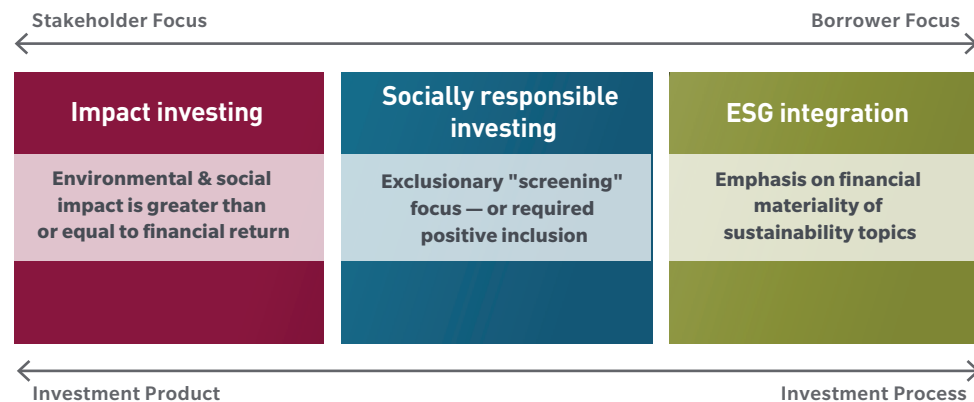 Stakeholder Focus
Borrower Focus
Impact investing
Environmental & social
impact is greater than
or equal to financial return
Socially responsible
investing
Exclusionary "screening"
focus — or required
positive inclusion
ESG integration
Emphasis on financial
materiality of
sustainability topics
Investment Product
Investment Process